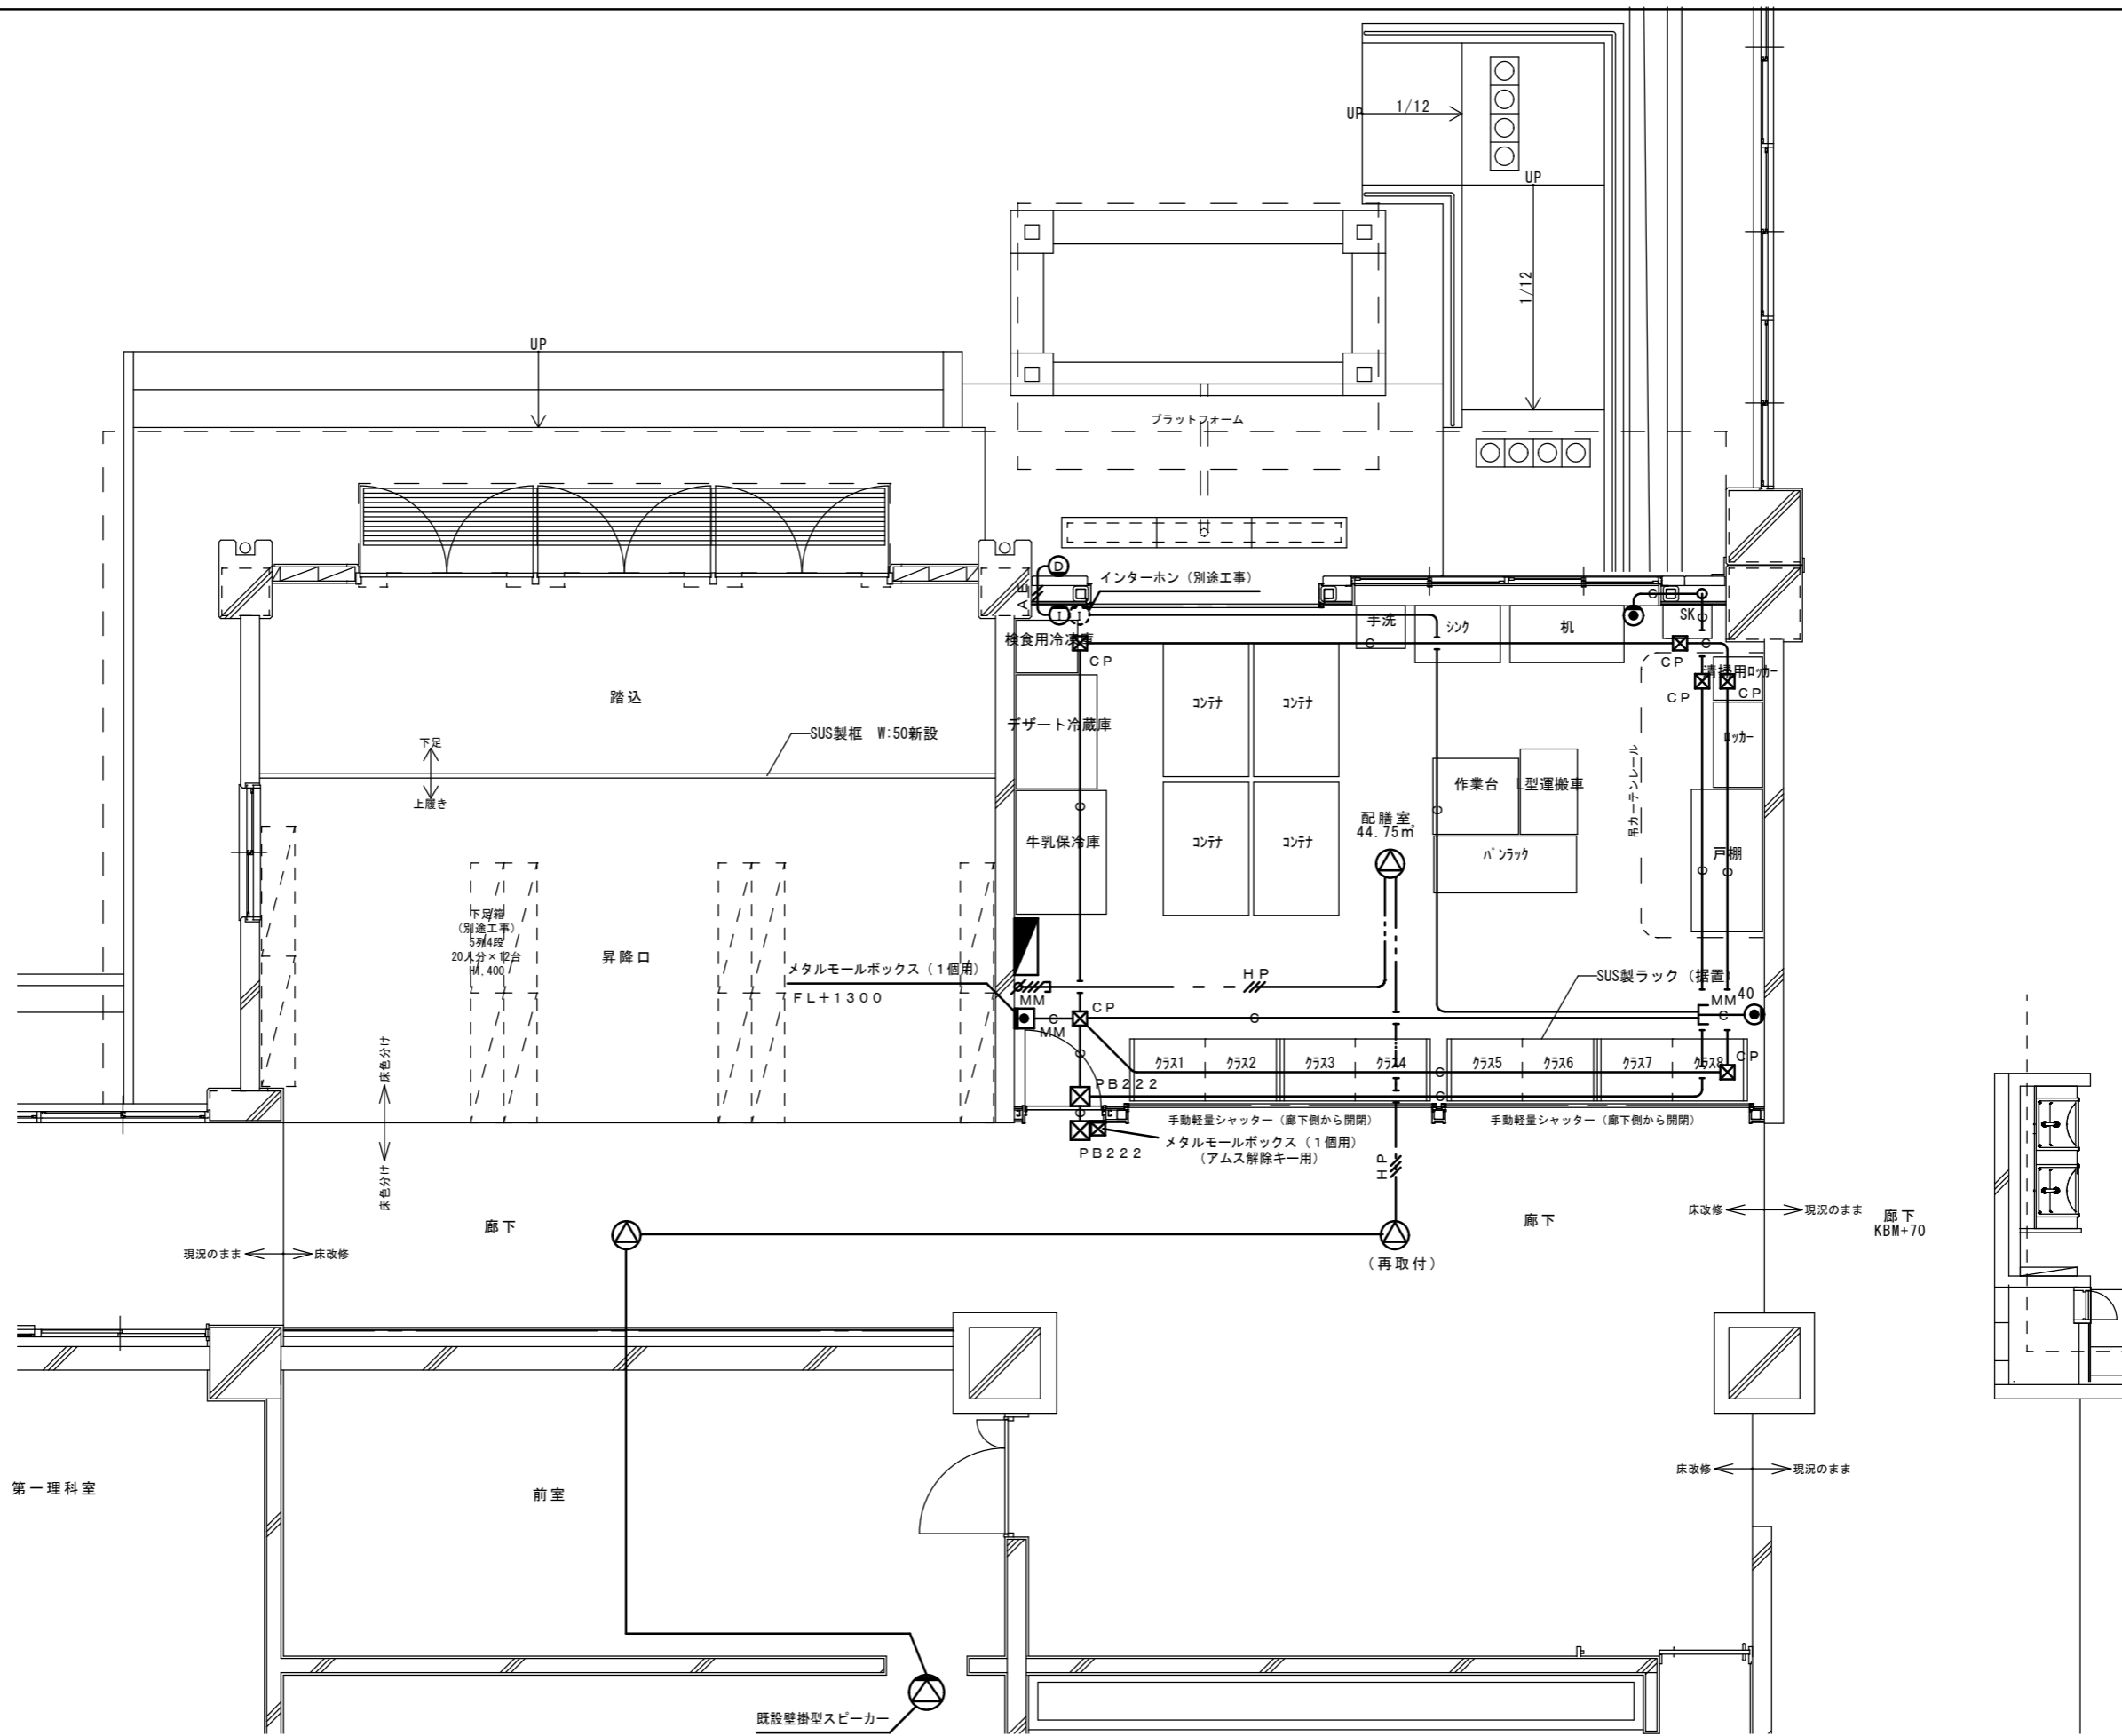 UP
1/12
UP
1/12
UP
プラットフォーム
D
インターホン（別途工事）
AE
I
I
手洗
シンク
机
SK
検食用冷凍庫
CP
CP
清掃用ロッカー
CP
CP
踏込
デザート冷蔵庫
コンテナ
コンテナ
ロッカー
SUS製框 W:50新設
下足
上履き
吊カーテンレール
作業台
L型運搬車
配膳室
44.75㎡
牛乳保冷庫
コンテナ
コンテナ
パンラック
戸棚
下足箱
（別途工事）
5列4段
20人分×12台
H1,400
昇降口
メタルモールボックス（１個用）
ＦＬ＋１３００
HP
SUS製ラック（据置）
MM
CP
MM
MM
40
床色分け
床色分け
クラス1
クラス2
クラス3
クラス4
クラス5
クラス6
クラス7
クラス8
CP
PB222
手動軽量シャッター（廊下側から開閉）
手動軽量シャッター（廊下側から開閉）
PB222
メタルモールボックス（１個用）
（アムス解除キー用）
HP
廊下
廊下
床改修
現況のまま
廊下
KBM+70
現況のまま
床改修
（再取付）
床改修
現況のまま
第一理科室
前室
既設壁掛型スピーカー